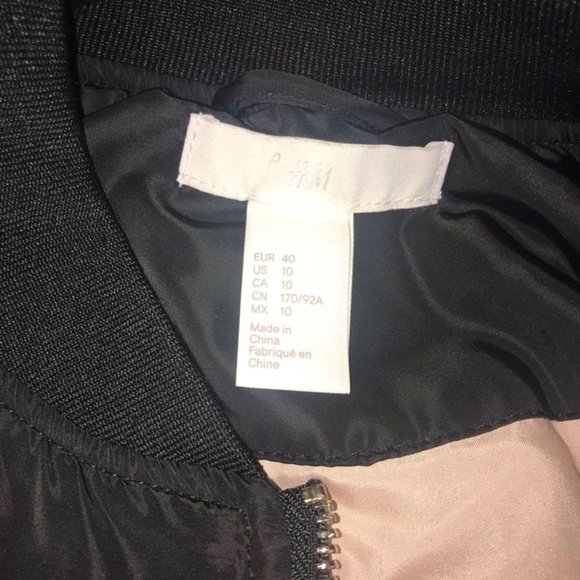 EUR 40
US 10
CA 10
CN 170/92A
MX 10
Made in
China
Fabriqué en
Chine